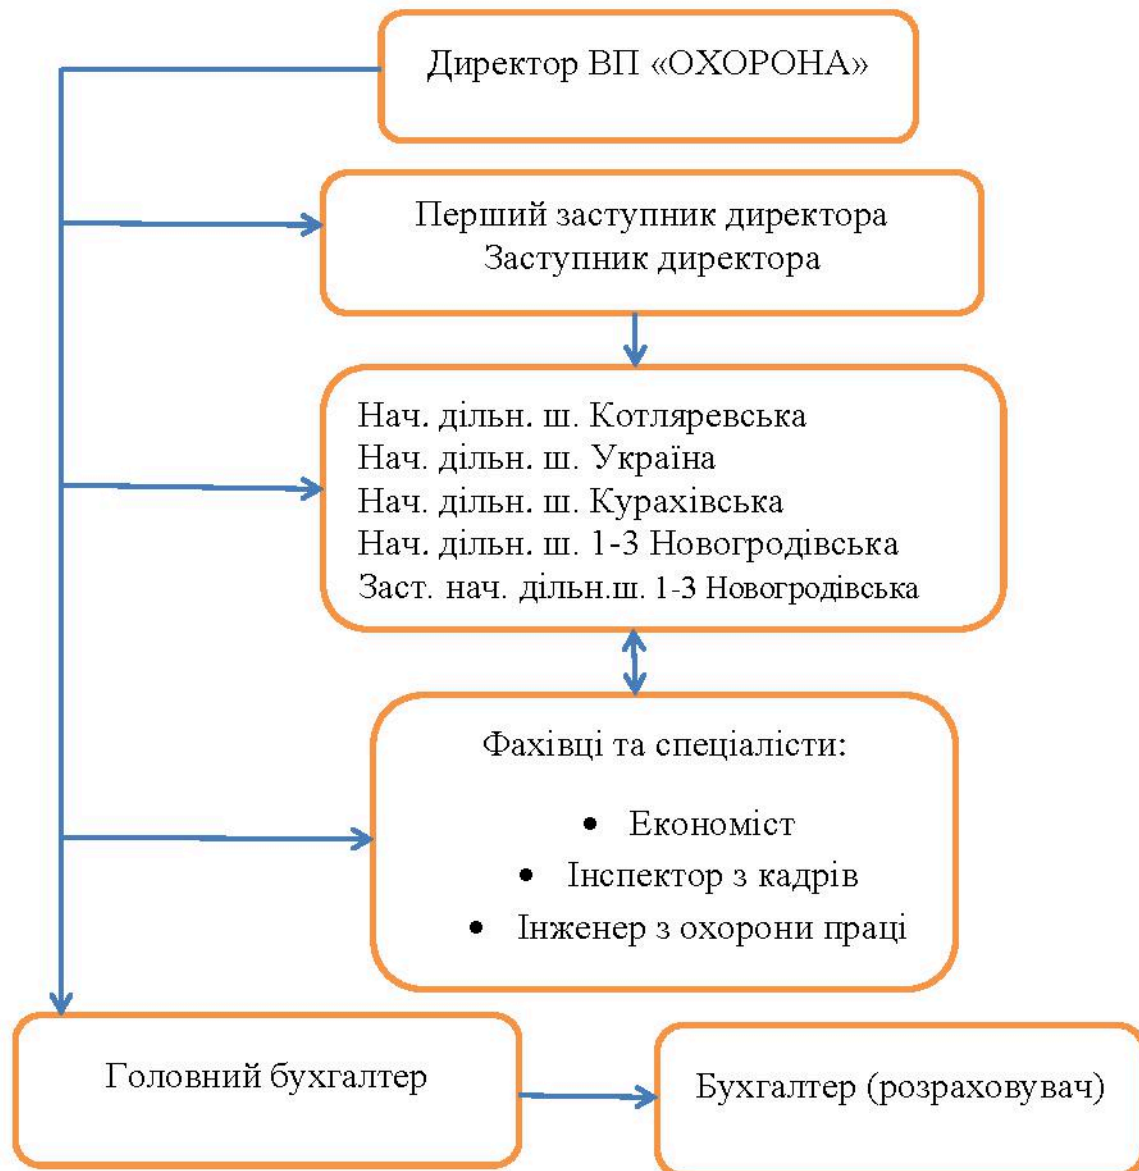 Директор ВП «ОХОРОНА»
Перший заступник директора
Заступник директора
Нач. дільн. ш. Котляревська
Нач. дільн. ш. Україна
Нач. дільн. ш. Курахівська
Нач. дільн. ш. 1-3 Новогродівська
Заст. нач. дільн.ш. 1-3 Новогродівська
Фахівці та спеціалісти:
• Економіст
• Інспектор з кадрів
• Інженер з охорони праці
Головний бухгалтер
Бухгалтер (розраховувач)